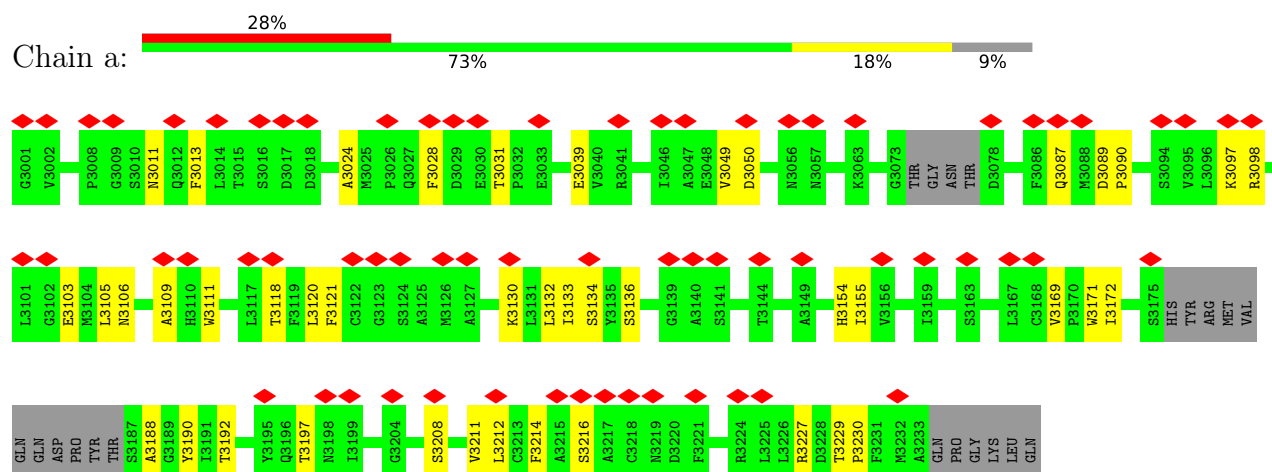 28%
Chain a:
73% 18% 9%
G3001 V3002 P3008 G3009 S3010 N3011 Q3012 F3013 L3014 T3015 S3016 D3017 D3018 A3024 M3025 P3026 Q3027 F3028 D3029 E3030 T3031 P3032 E3033 E3039 V3040 R3041 I3046 A3047 E3048 V3049 D3050 N3056 N3057 K3063 G3073 THR GLY ASN THR D3078 F3086 Q3087 M3088 D3089 P3090 S3094 V3095 L3096 K3097 R3098
L3101 G3102 E3103 M3104 L3105 N3106 A3109 H3110 W3111 L3117 T3118 F3119 L3120 F3121 C3122 G3123 S3124 A3125 M3126 A3127 K3130 L3131 L3132 I3133 S3134 Y3135 S3136 G3139 A3140 S3141 T3144 A3149 H3154 I3155 V3156 I3159 S3163 L3167 C3168 V3169 P3170 W3171 I3172 S3175 HIS TYR ARG MET VAL
GLN GLN ASP PRO TYR THR S3187 A3188 G3189 Y3190 I3191 T3192 Y3195 Q3196 T3197 N3198 I3199 G3204 S3208 V3211 L3212 C3213 F3214 A3215 S3216 A3217 C3218 N3219 D3220 F3221 R3224 L3225 L3226 R3227 D3228 T3229 P3230 F3231 M3232 A3233 GLN PRO GLY LYS LEU GLN